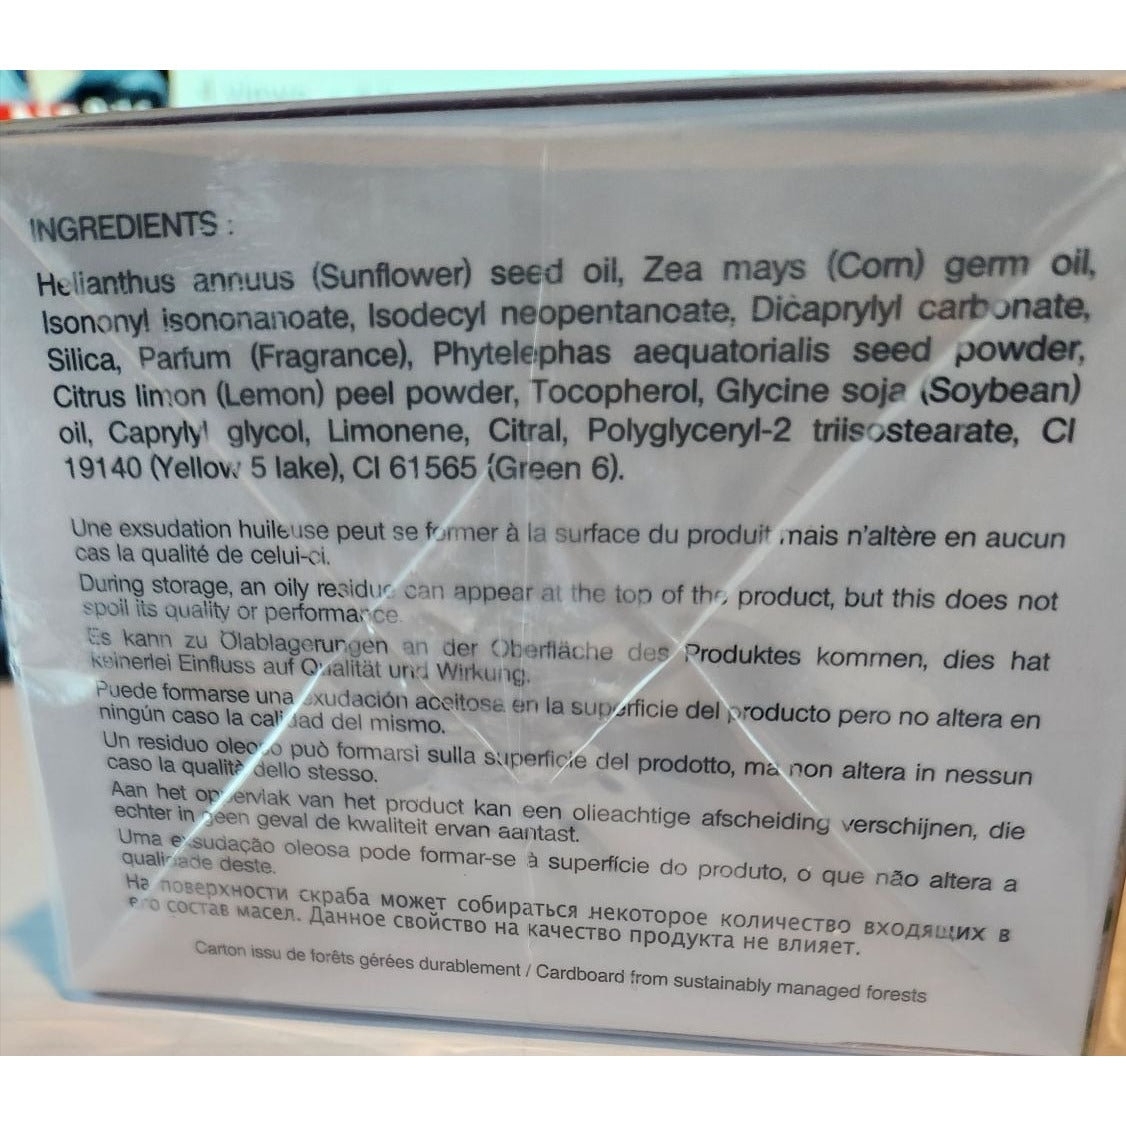 INGREDIENTS :
Helianthus annuus (Sunflower) seed oil, Zea mays (Corn) germ oil,
Isononyl isononanoate, Isodecyl neopentanoate, Dicaprylyl carbonate,
Silica, Parfum (Fragrance), Phytelephas aequatorialis seed powder,
Citrus limon (Lemon) peel powder, Tocopherol, Glycine soja (Soybean)
oil, Caprylyl glycol, Limonene, Citral, Polyglyceryl-2 triisostearate, CI
19140 (Yellow 5 lake), CI 61565 (Green 6).
Une exsudation huileuse peut se former à la surface du produit mais n'altère en aucun
cas la qualité de celui-ci.
During storage, an oily residue can appear at the top of the product, but this does not
spoil its quality or performance.
Es kann zu Ölablagerungen an der Oberfläche des Produktes kommen, dies hat
keinerlei Einfluss auf Qualität und Wirkung.
Puede formarse una exudación aceitosa en la superficie del producto pero no altera en
ningún caso la calidad del mismo.
Un residuo oleoso può formarsi sulla superficie del prodotto, ma non altera in nessun
caso la qualità dello stesso.
Aan het oppervlak van het product kan een olieachtige afscheiding verschijnen, die
echter in geen geval de kwaliteit ervan aantast.
Uma exsudação oleosa pode formar-se à superfície do produto, o que não altera a
qualidade deste.
На поверхности скраба может собираться некоторое количество входящих в
его состав масел. Данное свойство на качество продукта не влияет.
Carton issu de forêts gérées durablement / Cardboard from sustainably managed forests